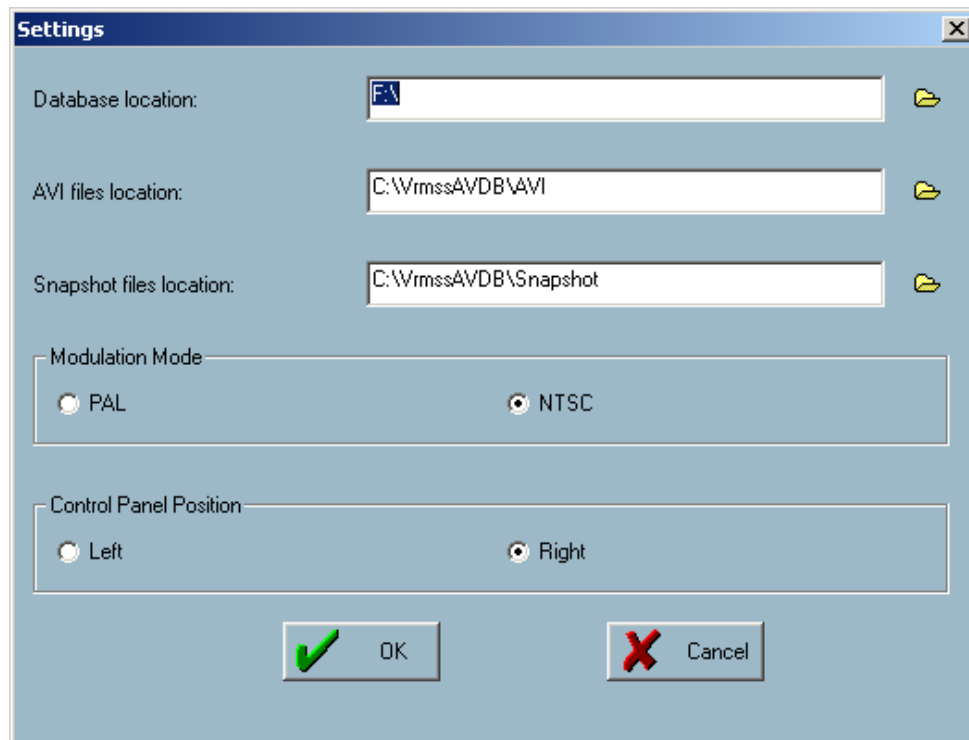 Settings
Database location:
F:\
AVI files location:
C:\VrmssAVDB\AVI
Snapshot files location:
C:\VrmssAVDB\Snapshot
Modulation Mode
PAL
NTSC
Control Panel Position
Left
Right
OK
Cancel